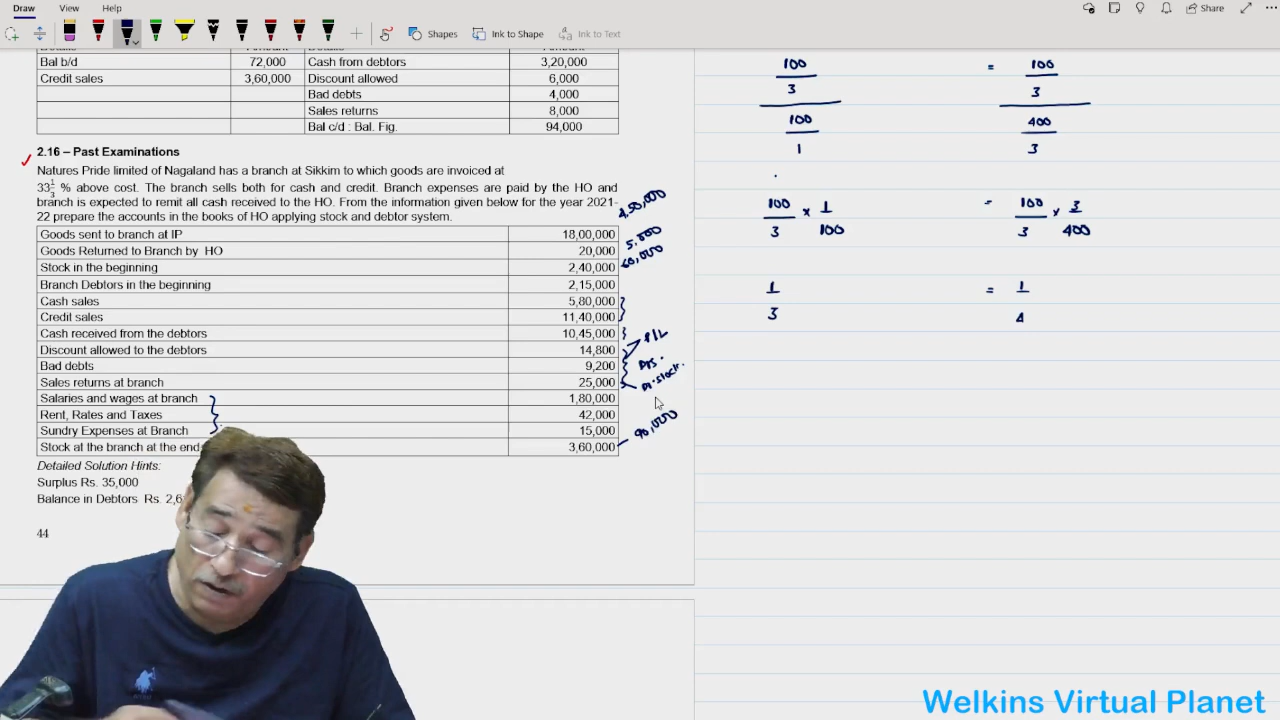 Draw View Help
Share
Shapes Ink to Shape Ink to Text
Bal b/d 72,000 Cash from debtors 3,20,000
Credit sales 3,60,000 Discount allowed 6,000
Bad debts 4,000
Sales returns 8,000
Bal c/d : Bal. Fig. 94,000
2.16 – Past Examinations
Natures Pride limited of Nagaland has a branch at Sikkim to which goods are invoiced at
33 1/3 % above cost. The branch sells both for cash and credit. Branch expenses are paid by the HO and
branch is expected to remit all cash received to the HO. From the information given below for the year 2021-
22 prepare the accounts in the books of HO applying stock and debtor system.
4,50,000
Goods sent to branch at IP 18,00,000
Goods Returned to Branch by HO 20,000 5,000
Stock in the beginning 2,40,000 60,000
Branch Debtors in the beginning 2,15,000
Cash sales 5,80,000
Credit sales 11,40,000
Cash received from the debtors 10,45,000 P/L
Discount allowed to the debtors 14,800
Bad debts 9,200
Sales returns at branch 25,000
Salaries and wages at branch 1,80,000
Rent, Rates and Taxes 42,000
Sundry Expenses at Branch 15,000 90,000
Stock at the branch at the end 3,60,000
Detailed Solution Hints:
Surplus Rs. 35,000
Balance in Debtors Rs. 2,6
44
100 = 100
3 3
100 400
1 3
100 x 1 = 100 x 3
3 100 3 400
1 = 1
3 4
Welkins Virtual Planet